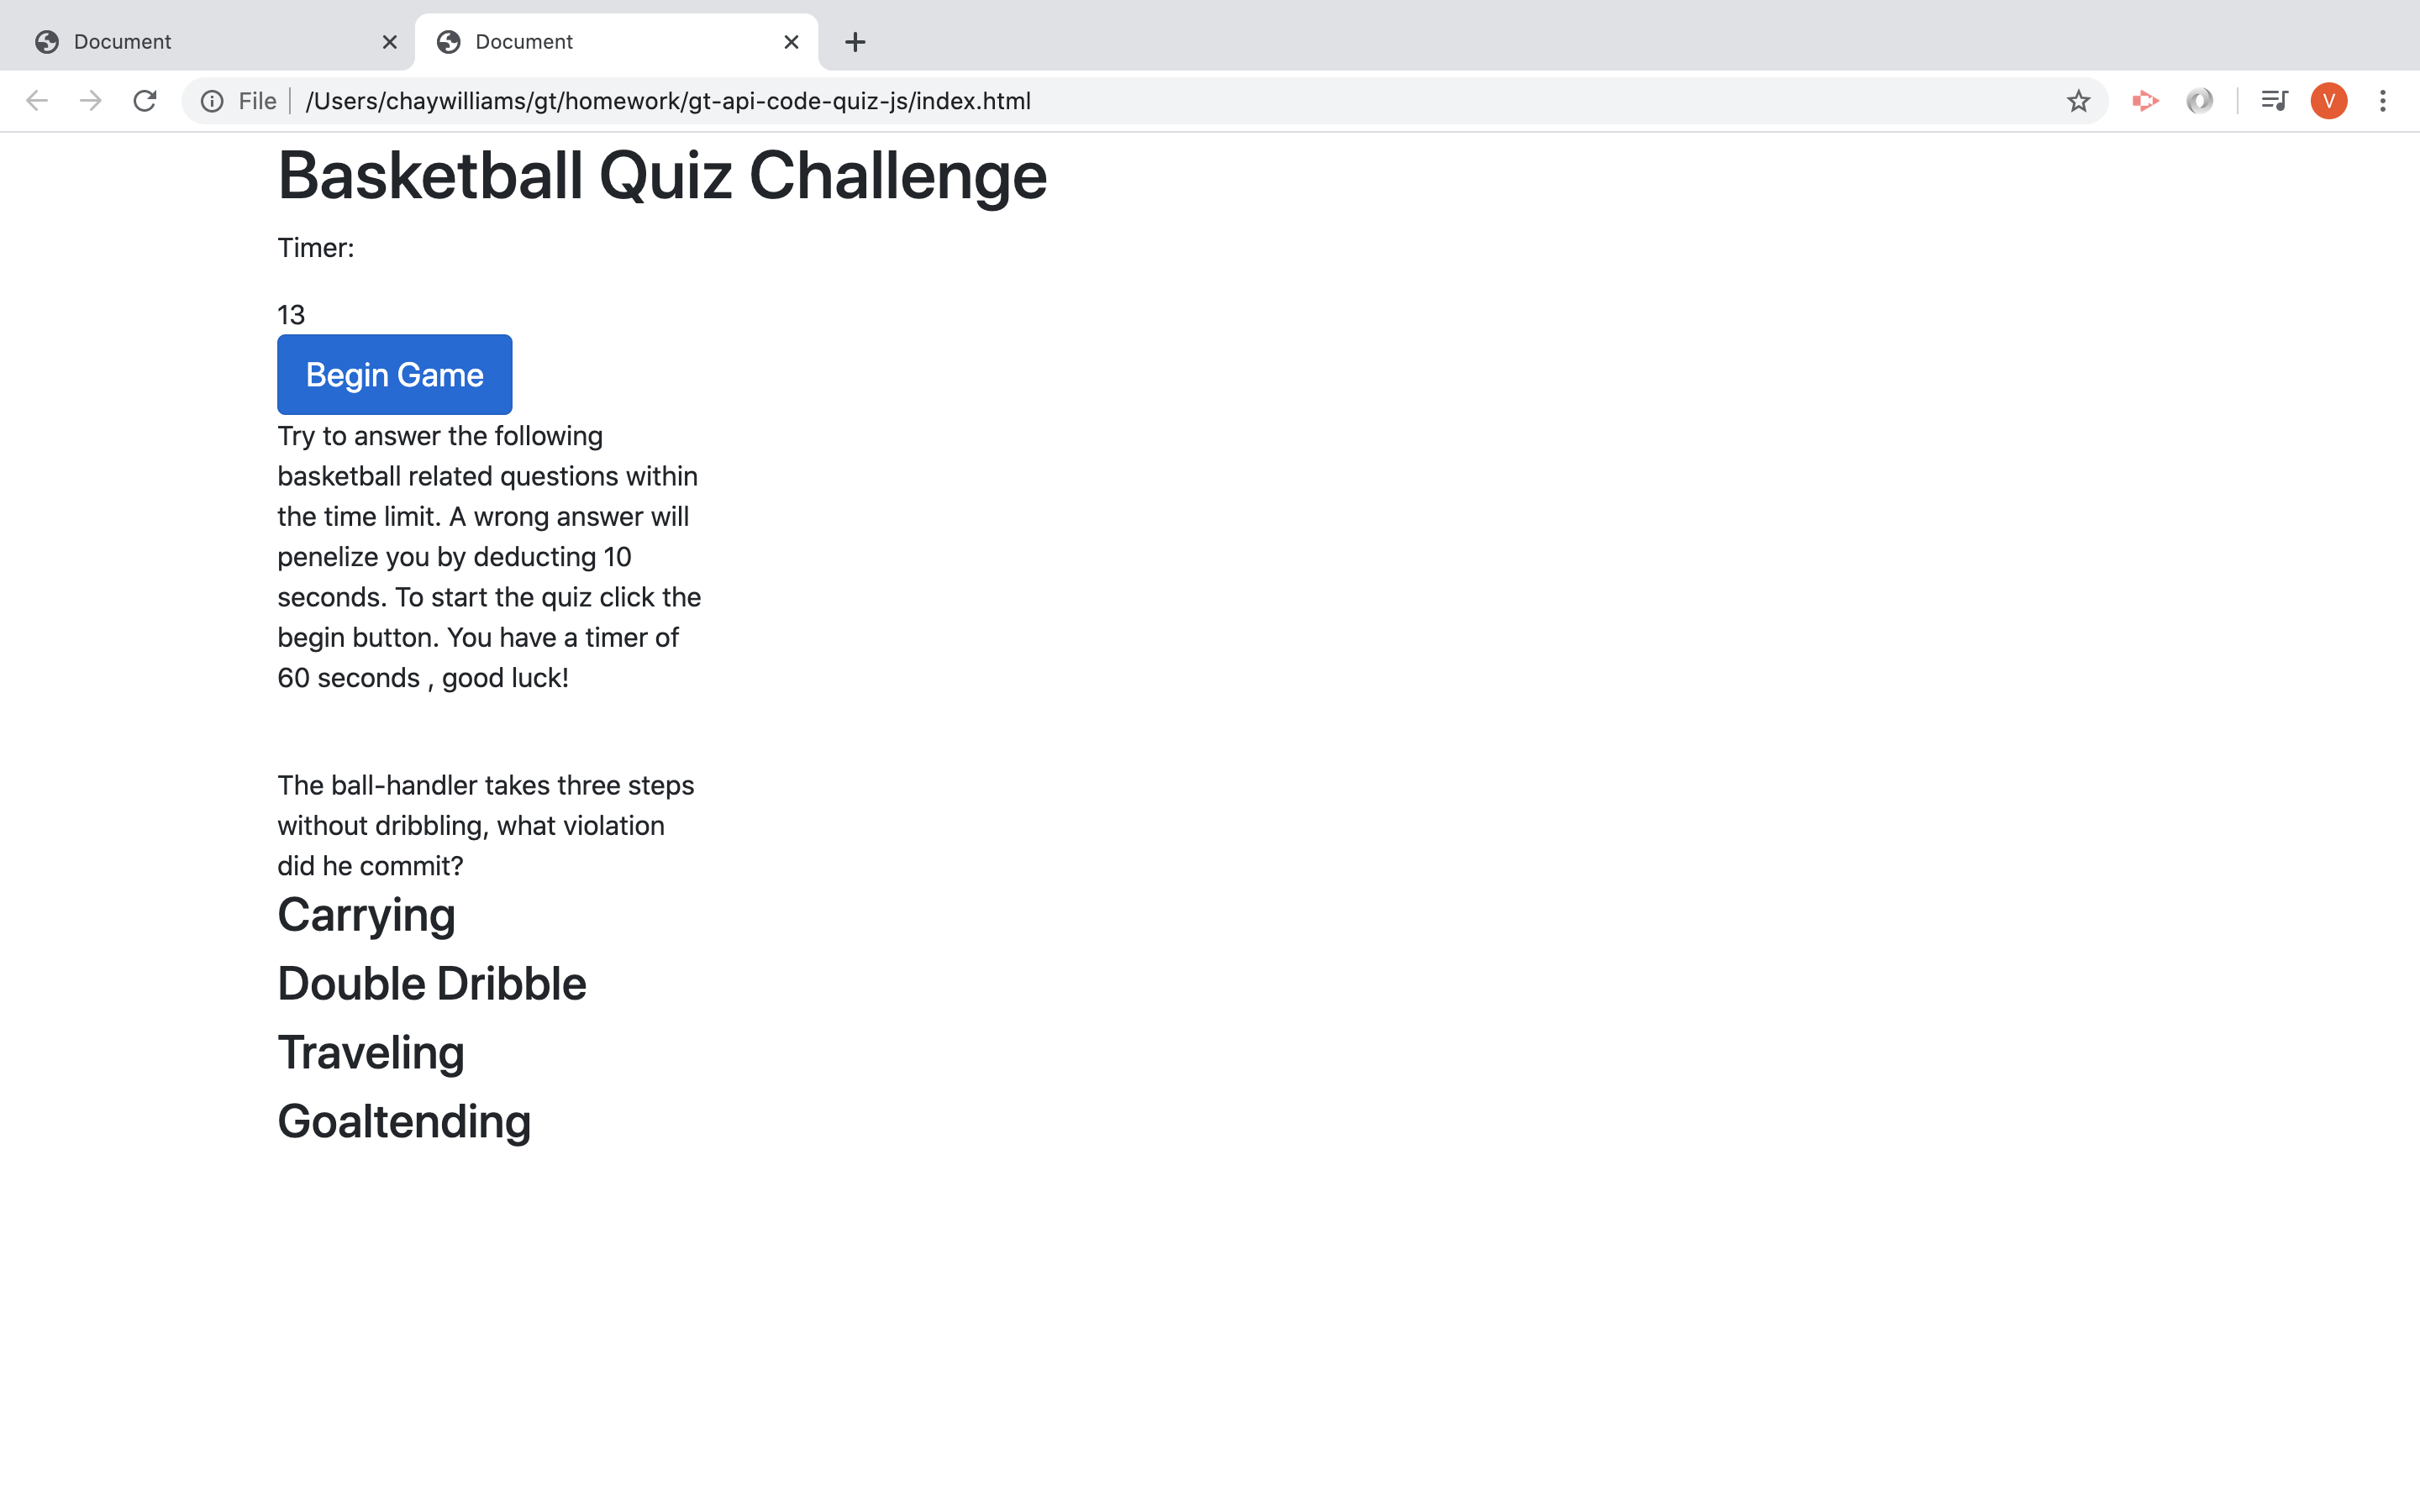 Document
Document
File
/Users/chaywilliams/gt/homework/gt-api-code-quiz-js/index.html
V
Basketball Quiz Challenge
Timer:
13
Begin Game
Try to answer the following
basketball related questions within
the time limit. A wrong answer will
penelize you by deducting 10
seconds. To start the quiz click the
begin button. You have a timer of
60 seconds , good luck!
The ball-handler takes three steps
without dribbling, what violation
did he commit?
Carrying
Double Dribble
Traveling
Goaltending